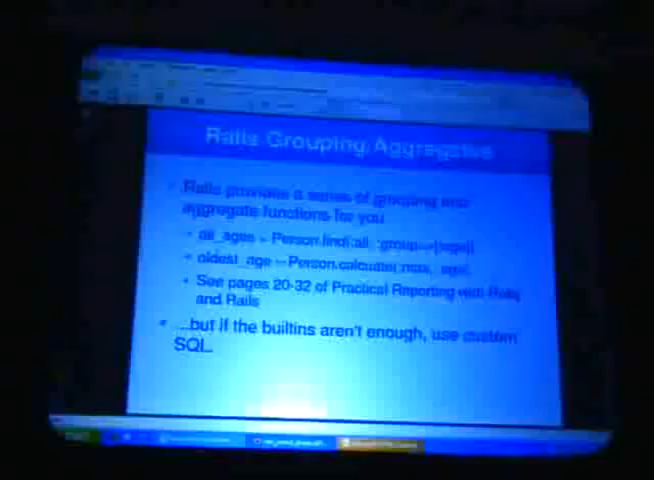 Rails Grouping/Aggregates
Rails provides a series of grouping and
aggregate functions for you
all_ages = Person.find(:all, :group=>[:age])
oldest_age = Person.calculate(:max, :age)
See pages 20-32 of Practical Reporting with Ruby
and Rails
...but if the builtins aren't enough, use custom
SQL.